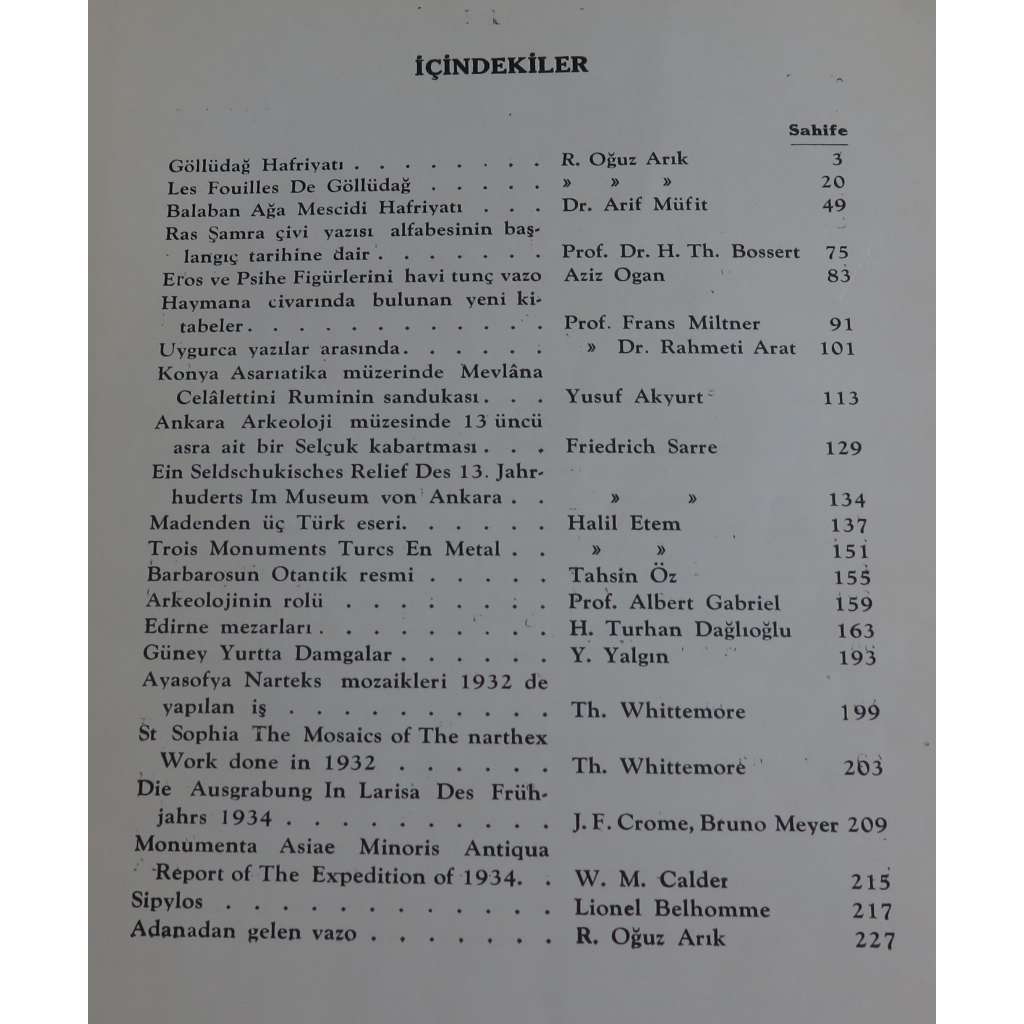 İÇİNDEKİLER
Sahife
Göllüdağ Hafriyatı . . . . . . . . R. Oğuz Arık 3
Les Fouilles De Göllüdağ . . . . . » » » 20
Balaban Ağa Mescidi Hafriyatı . . . Dr. Arif Müfit 49
Ras Şamra çivi yazısı alfabesinin baş-
langıç tarihine dair . . . . . . . Prof. Dr. H. Th. Bossert 75
Eros ve Psihe Figürlerini havi tunç vazo Aziz Ogan 83
Haymana civarında bulunan yeni ki-
tabeler . . . . . . . . . . . . Prof. Frans Miltner 91
Uygurca yazılar arasında . . . . . . » Dr. Rahmeti Arat 101
Konya Asarıatika müzerinde Mevlâna
Celâlettini Ruminin sandukası . . . Yusuf Akyurt 113
Ankara Arkeoloji müzesinde 13 üncü
asra ait bir Selçuk kabartması . . . Friedrich Sarre 129
Ein Seldschukisches Relief Des 13. Jahr-
huderts Im Museum von Ankara . . » » 134
Madenden üç Türk eseri . . . . . . Halil Etem 137
Trois Monuments Turcs En Metal . . » » 151
Barbarosun Otantik resmi . . . . . Tahsin Öz 155
Arkeolojinin rolü . . . . . . . . Prof. Albert Gabriel 159
Edirne mezarları . . . . . . . . . H. Turhan Dağlıoğlu 163
Güney Yurtta Damgalar . . . . . . Y. Yalgın 193
Ayasofya Narteks mozaikleri 1932 de
yapılan iş . . . . . . . . . . Th. Whittemore 199
St Sophia The Mosaics of The narthex
Work done in 1932 . . . . . . Th. Whittemore 203
Die Ausgrabung In Larisa Des Früh-
jahrs 1934 . . . . . . . . . . J. F. Crome, Bruno Meyer 209
Monumenta Asiae Minoris Antiqua
Report of The Expedition of 1934. . W. M. Calder 215
Sipylos . . . . . . . . . . . . Lionel Belhomme 217
Adanadan gelen vazo . . . . . . . R. Oğuz Arık 227